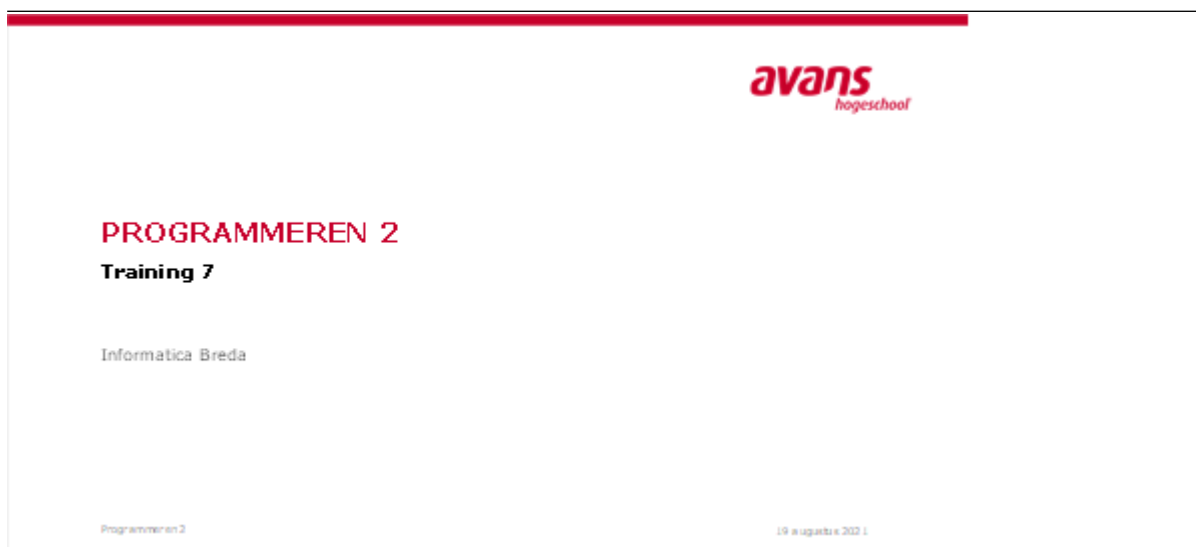 avans
hogeschool
PROGRAMMEREN 2
Training 7
Informatica Breda
Programmeren 2
19 augustus 2021